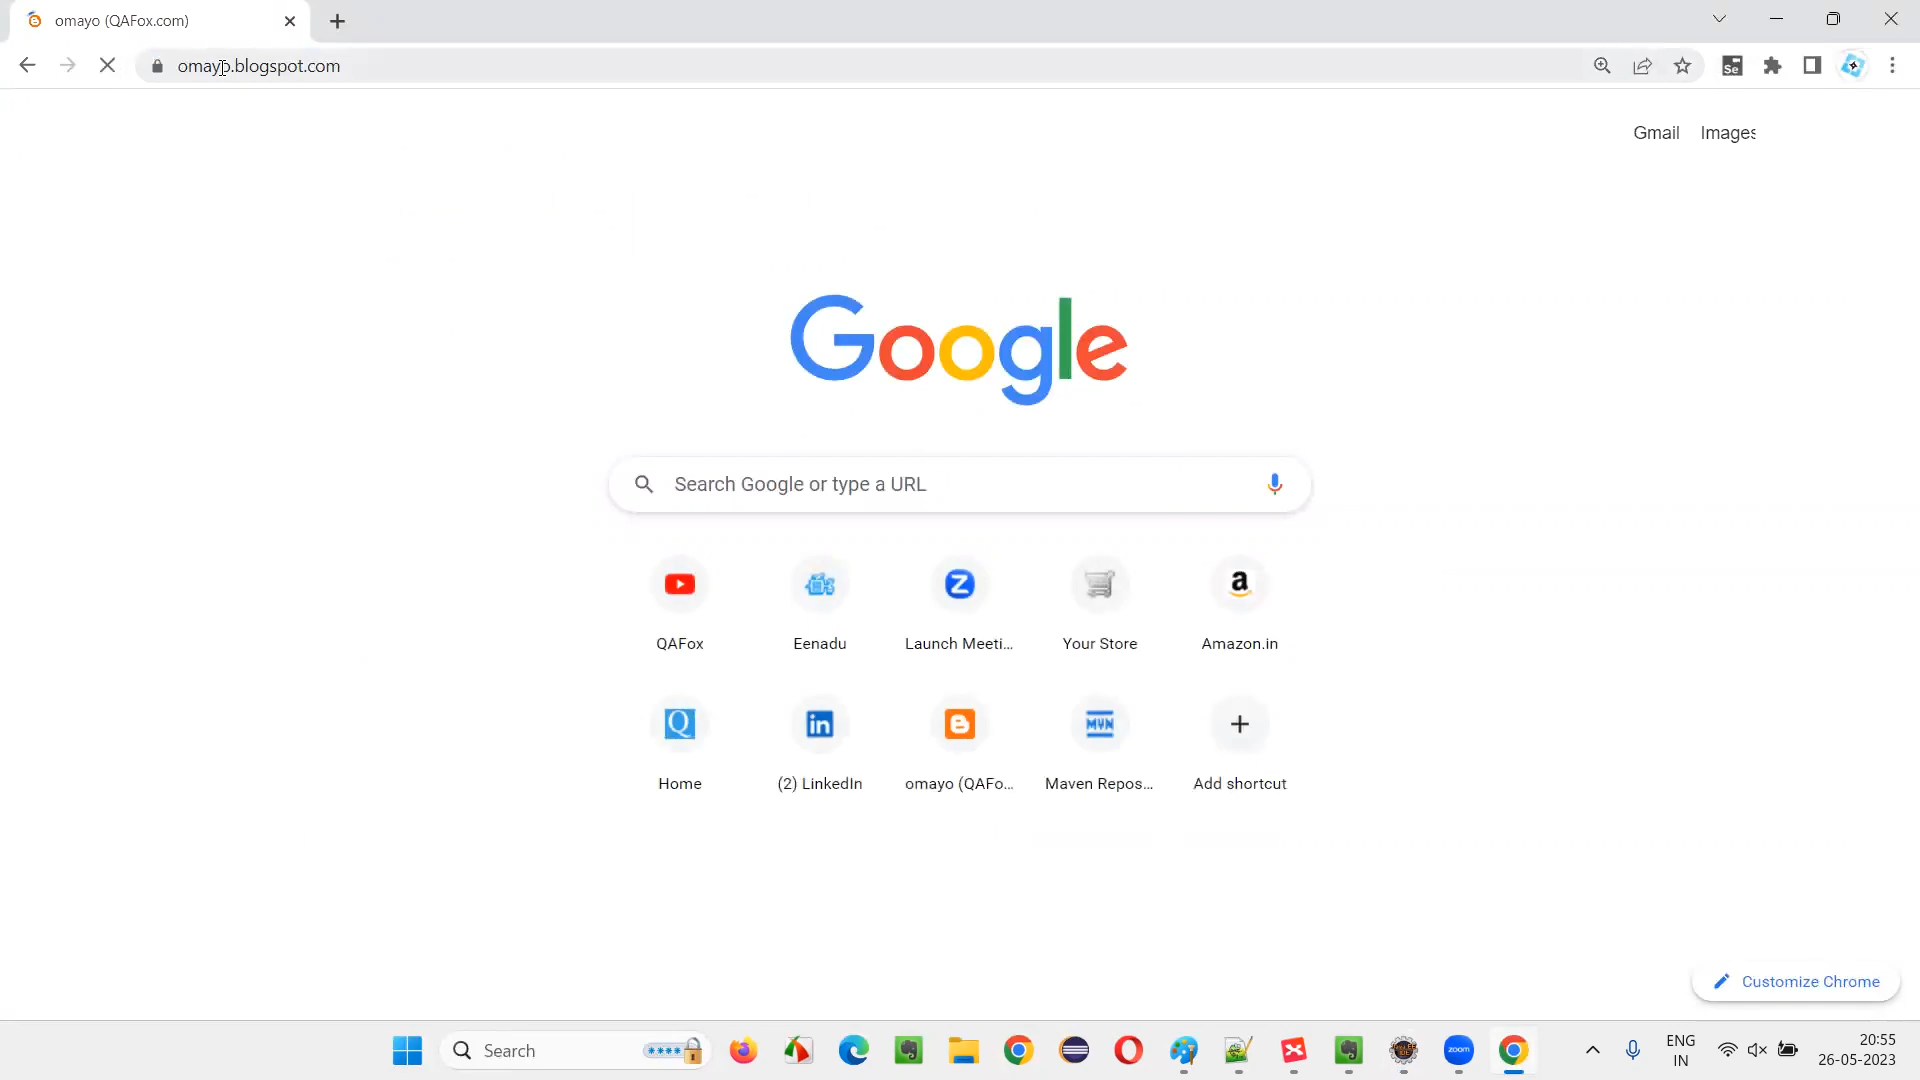 omayo (QAFox.com)
omayo.blogspot.com
Se
Gmail Images
Google
Search Google or type a URL
QAFox Eenadu Launch Meeti... Your Store Amazon.in
Home (2) LinkedIn omayo (QAFo... Maven Repos... Add shortcut
Customize Chrome
Search
zoom
ENG
IN
20:55
26-05-2023